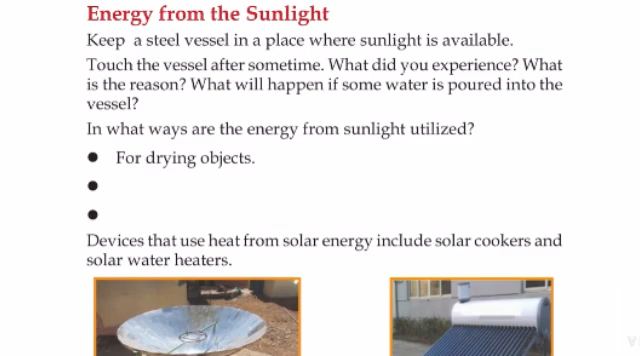 Energy from the Sunlight
Keep a steel vessel in a place where sunlight is available.
Touch the vessel after sometime. What did you experience? What
is the reason? What will happen if some water is poured into the
vessel?
In what ways are the energy from sunlight utilized?
● For drying objects.
●
●
Devices that use heat from solar energy include solar cookers and
solar water heaters.